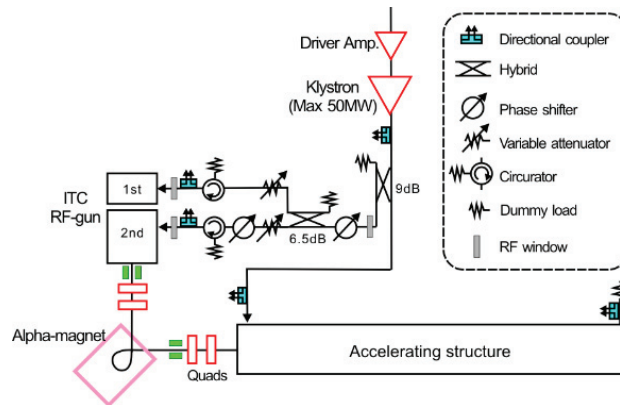 Driver Amp.
Klystron
(Max 50MW)
9dB
ITC
RF-gun
1st
2nd
6.5dB
Alpha-magnet
Quads
Accelerating structure
Directional coupler
Hybrid
Phase shifter
Variable attenuator
Circurator
Dummy load
RF window